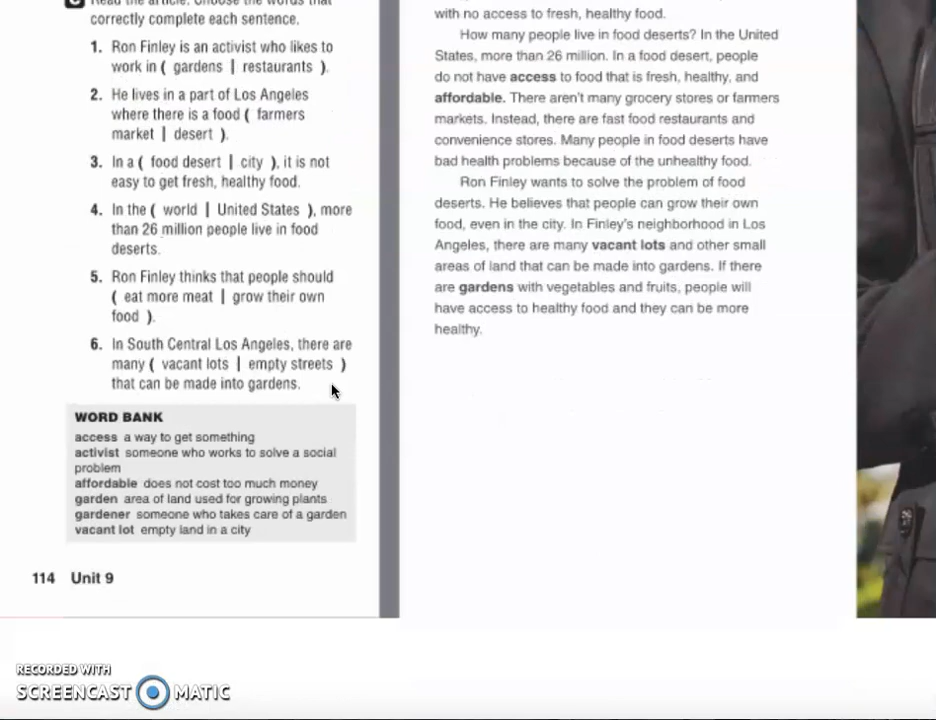 Read the article. Choose the words that
correctly complete each sentence.
1. Ron Finley is an activist who likes to
work in ( gardens | restaurants ).
2. He lives in a part of Los Angeles
where there is a food ( farmers
market | desert ).
3. In a ( food desert | city ), it is not
easy to get fresh, healthy food.
4. In the ( world | United States ), more
than 26 million people live in food
deserts.
5. Ron Finley thinks that people should
( eat more meat | grow their own
food ).
6. In South Central Los Angeles, there are
many ( vacant lots | empty streets )
that can be made into gardens.
WORD BANK
access a way to get something
activist someone who works to solve a social
problem
affordable does not cost too much money
garden area of land used for growing plants
gardener someone who takes care of a garden
vacant lot empty land in a city
114 Unit 9
with no access to fresh, healthy food.
How many people live in food deserts? In the United
States, more than 26 million. In a food desert, people
do not have access to food that is fresh, healthy, and
affordable. There aren't many grocery stores or farmers
markets. Instead, there are fast food restaurants and
convenience stores. Many people in food deserts have
bad health problems because of the unhealthy food.
Ron Finley wants to solve the problem of food
deserts. He believes that people can grow their own
food, even in the city. In Finley's neighborhood in Los
Angeles, there are many vacant lots and other small
areas of land that can be made into gardens. If there
are gardens with vegetables and fruits, people will
have access to healthy food and they can be more
healthy.
RECORDED WITH
SCREENCAST MATIC